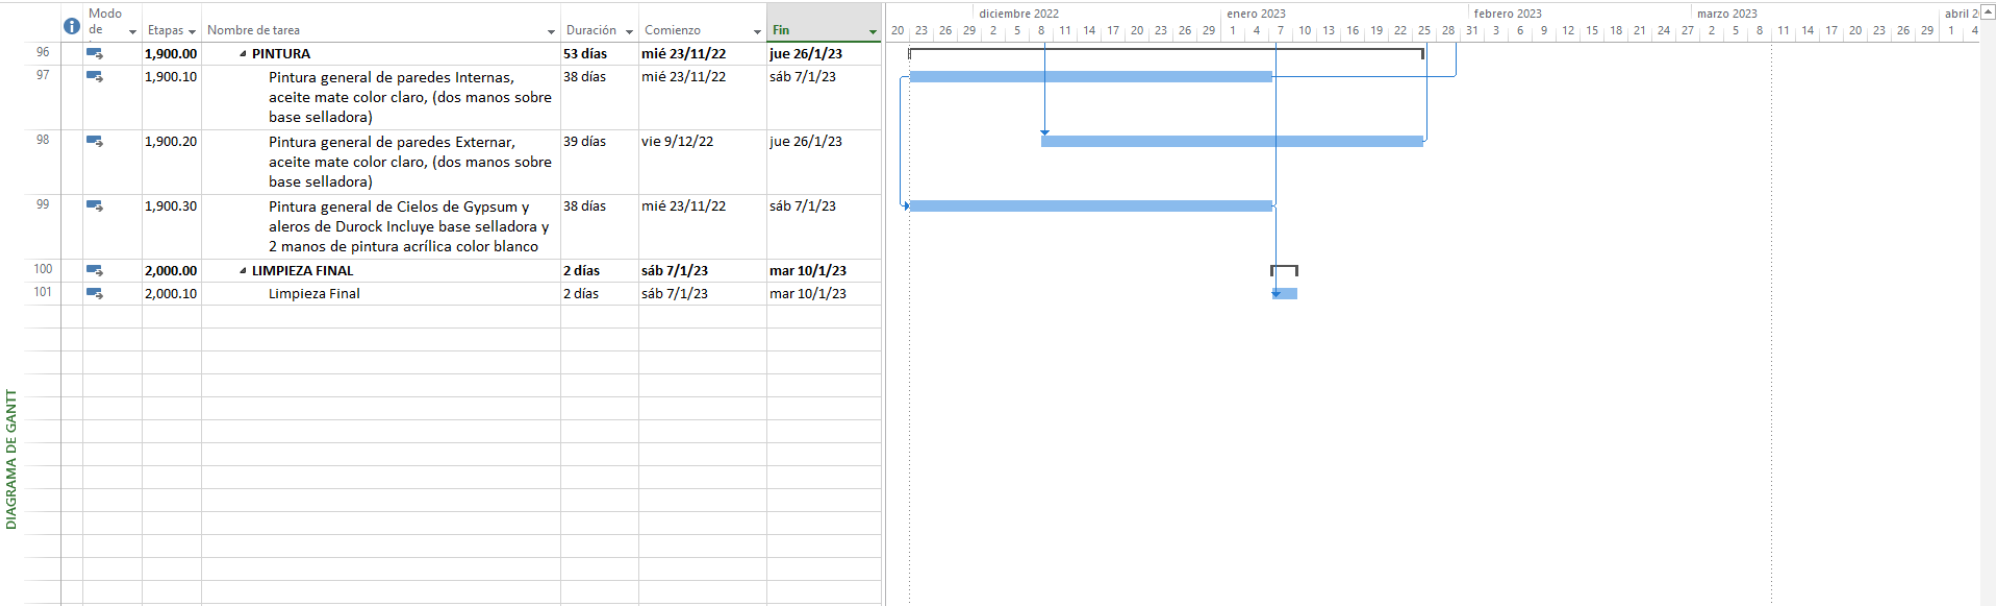 Modo de
Etapas
Nombre de tarea
Duración
Comienzo
Fin
diciembre 2022
enero 2023
febrero 2023
marzo 2023
abril 2
20 23 26 29 2 5 8 11 14 17 20 23 26 29 1 4 7 10 13 16 19 22 25 28 31 3 6 9 12 15 18 21 24 27 2 5 8 11 14 17 20 23 26 29 1 4
96 1,900.00 PINTURA 53 días mié 23/11/22 jue 26/1/23
97 1,900.10 Pintura general de paredes Internas, 38 días mié 23/11/22 sáb 7/1/23
aceite mate color claro, (dos manos sobre
base selladora)
98 1,900.20 Pintura general de paredes Externar, 39 días vie 9/12/22 jue 26/1/23
aceite mate color claro, (dos manos sobre
base selladora)
99 1,900.30 Pintura general de Cielos de Gypsum y 38 días mié 23/11/22 sáb 7/1/23
aleros de Durock Incluye base selladora y
2 manos de pintura acrílica color blanco
100 2,000.00 LIMPIEZA FINAL 2 días sáb 7/1/23 mar 10/1/23
101 2,000.10 Limpieza Final 2 días sáb 7/1/23 mar 10/1/23
DIAGRAMA DE GANTT